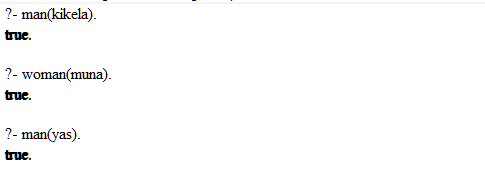 ?- man(kikela).
true.
?- woman(muna).
true.
?- man(yas).
true.